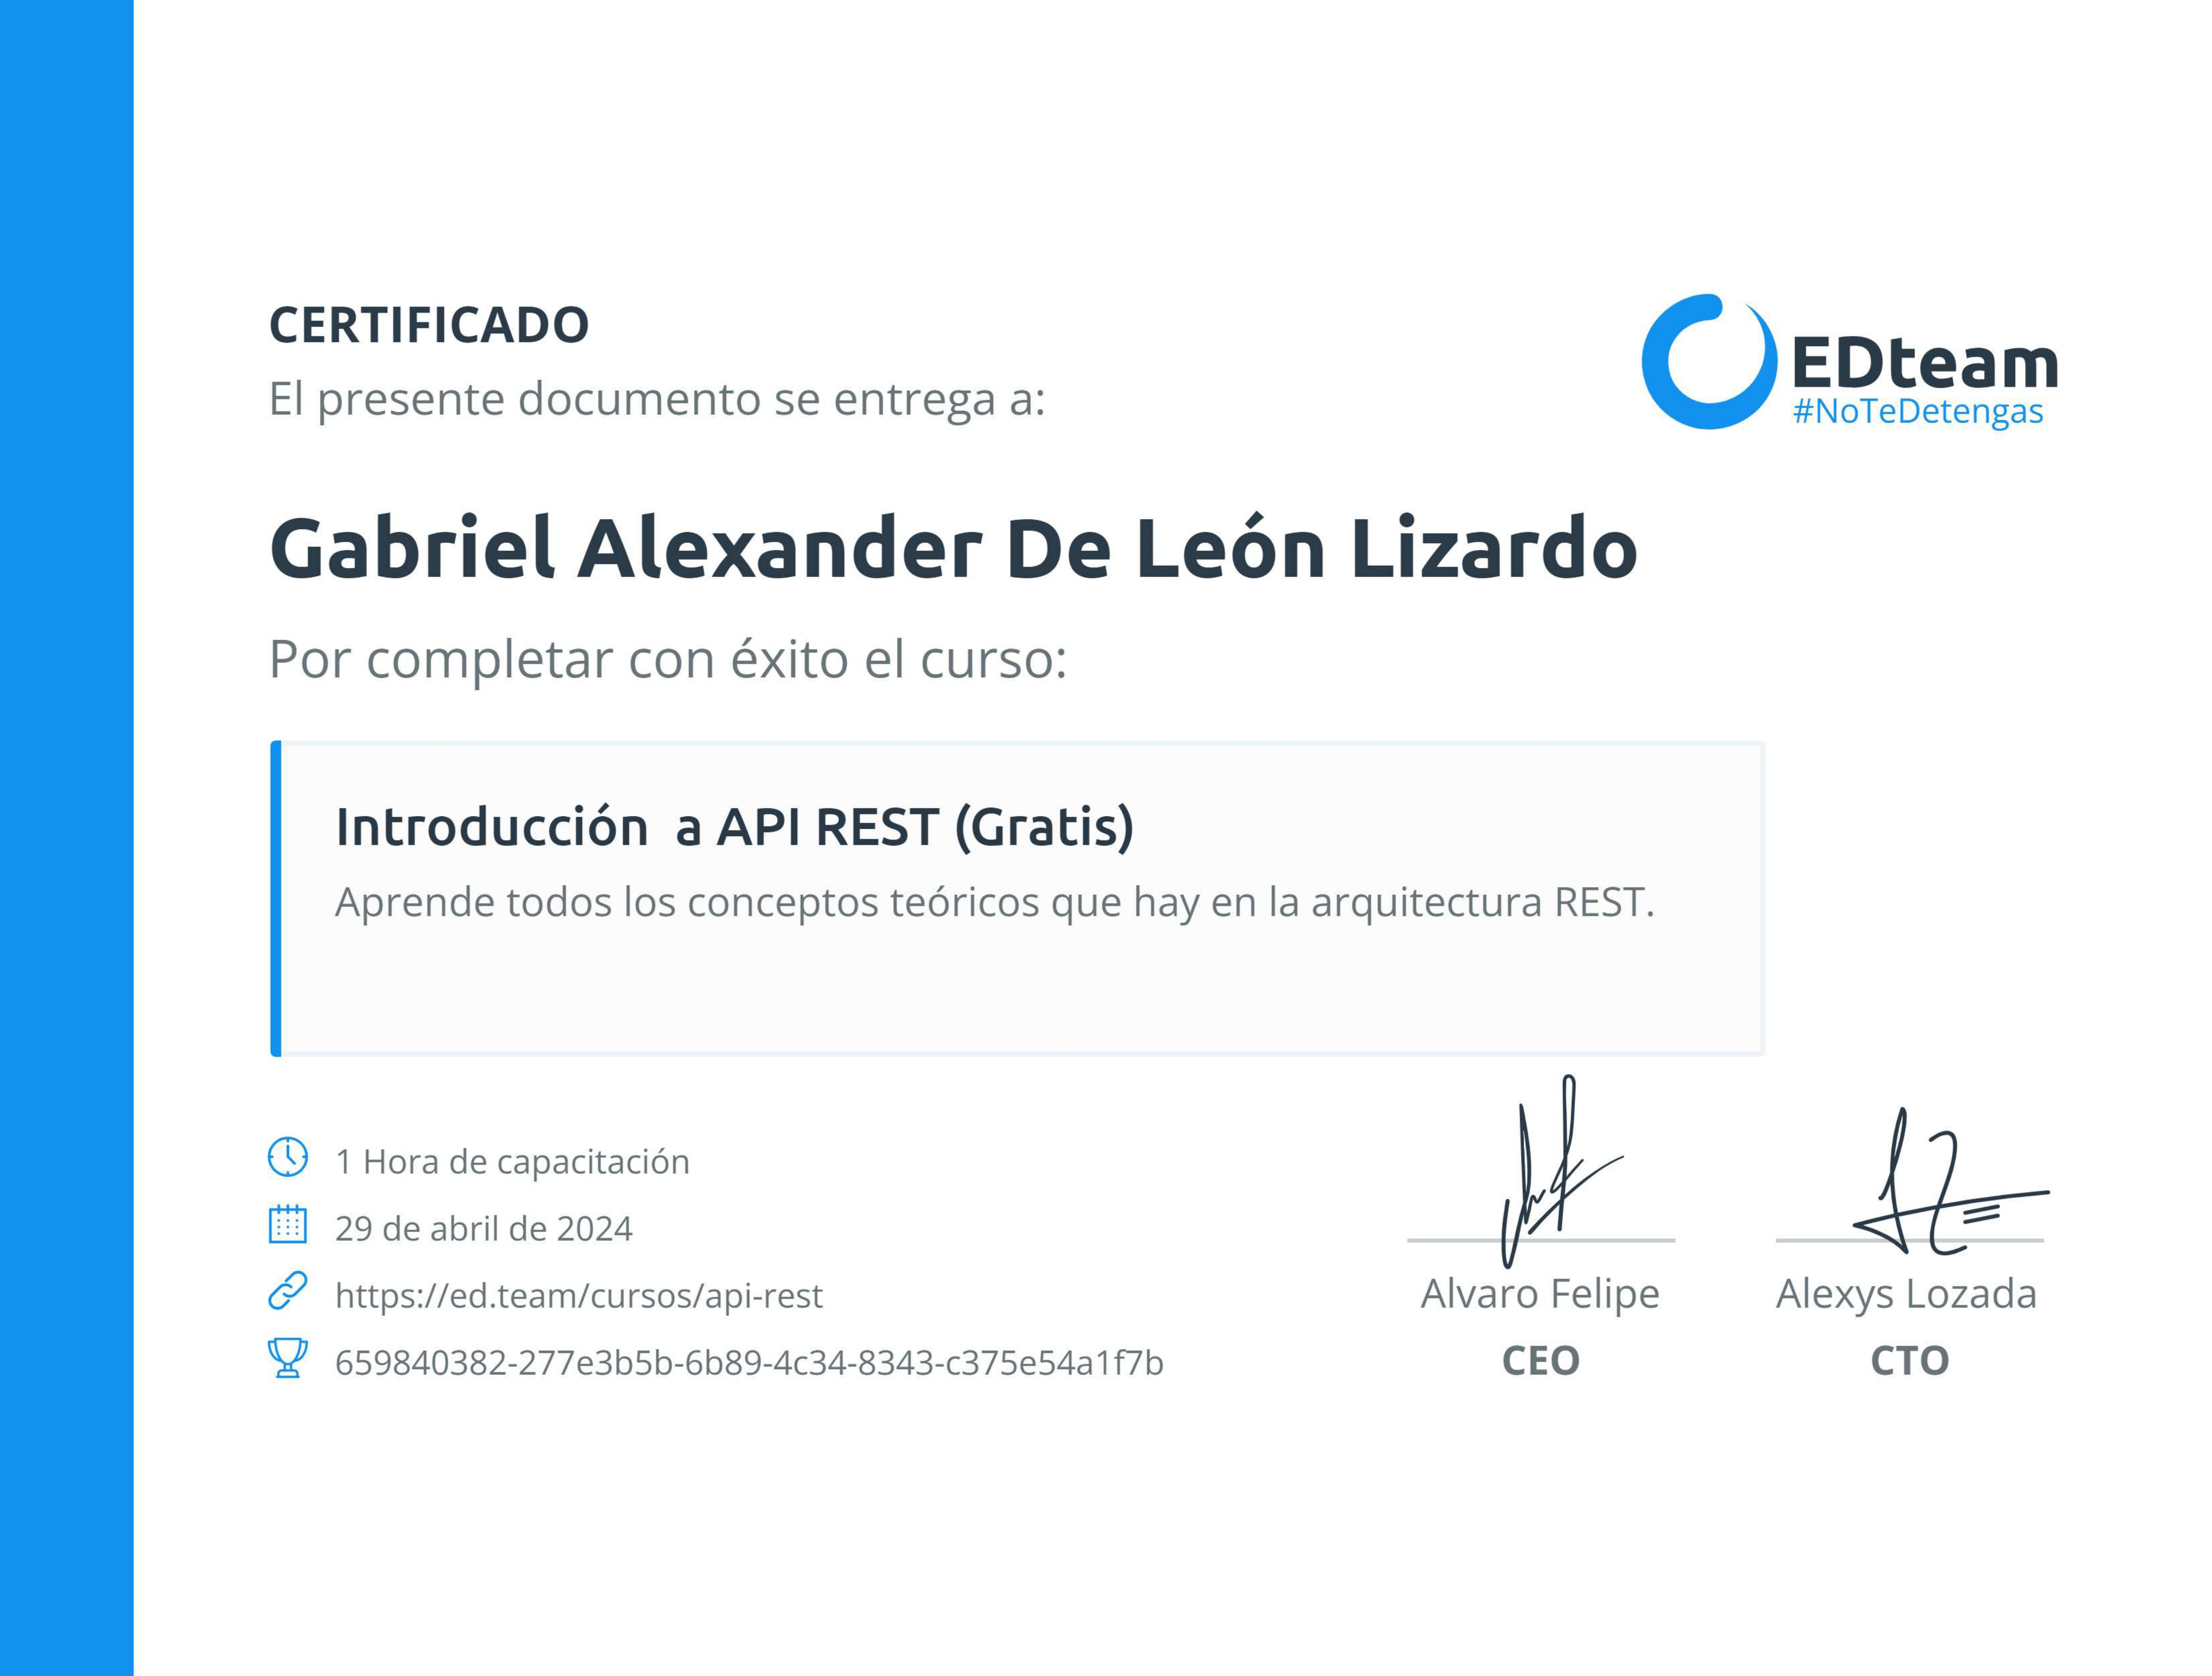 CERTIFICADO
El presente documento se entrega a:
EDteam
#NoTeDetengas
Gabriel Alexander De León Lizardo
Por completar con éxito el curso:
Introducción  a API REST (Gratis)
Aprende todos los conceptos teóricos que hay en la arquitectura REST.
1 Hora de capacitación
29 de abril de 2024
https://ed.team/cursos/api-rest
659840382-277e3b5b-6b89-4c34-8343-c375e54a1f7b
Alvaro Felipe
CEO
Alexys Lozada
CTO